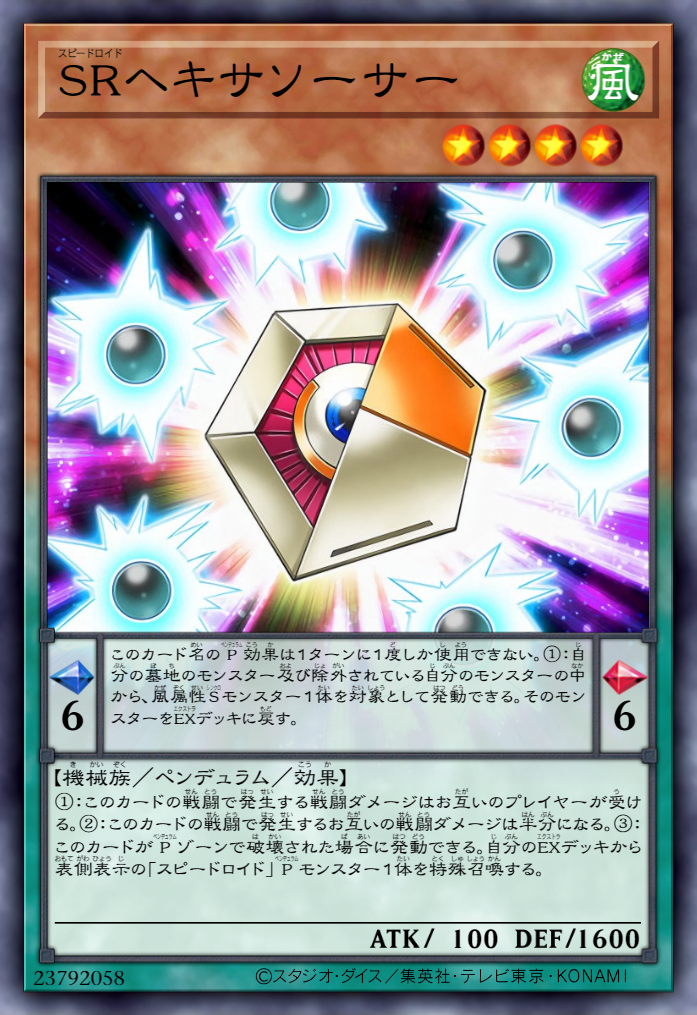 スピードロイド
SRヘキサソーサー
かぜ
風
このカード名のP効果は1ターンに1度しか使用できない。①:自
分の墓地のモンスター及び除外されている自分のモンスターの中
から、風属性Sモンスター1体を対象として発動できる。そのモン
スターをEXデッキに戻す。
6
6
【機械族/ペンデュラム/効果】
①:このカードの戦闘で発生する戦闘ダメージはお互いのプレイヤーが受け
る。②:このカードの戦闘で発生するお互いの戦闘ダメージは半分になる。③:
このカードがPゾーンで破壊された場合に発動できる。自分のEXデッキから
表側表示の「スピードロイド」Pモンスター1体を特殊召喚する。
ATK/ 100 DEF/1600
23792058
©スタジオ・ダイス/集英社・テレビ東京・KONAMI